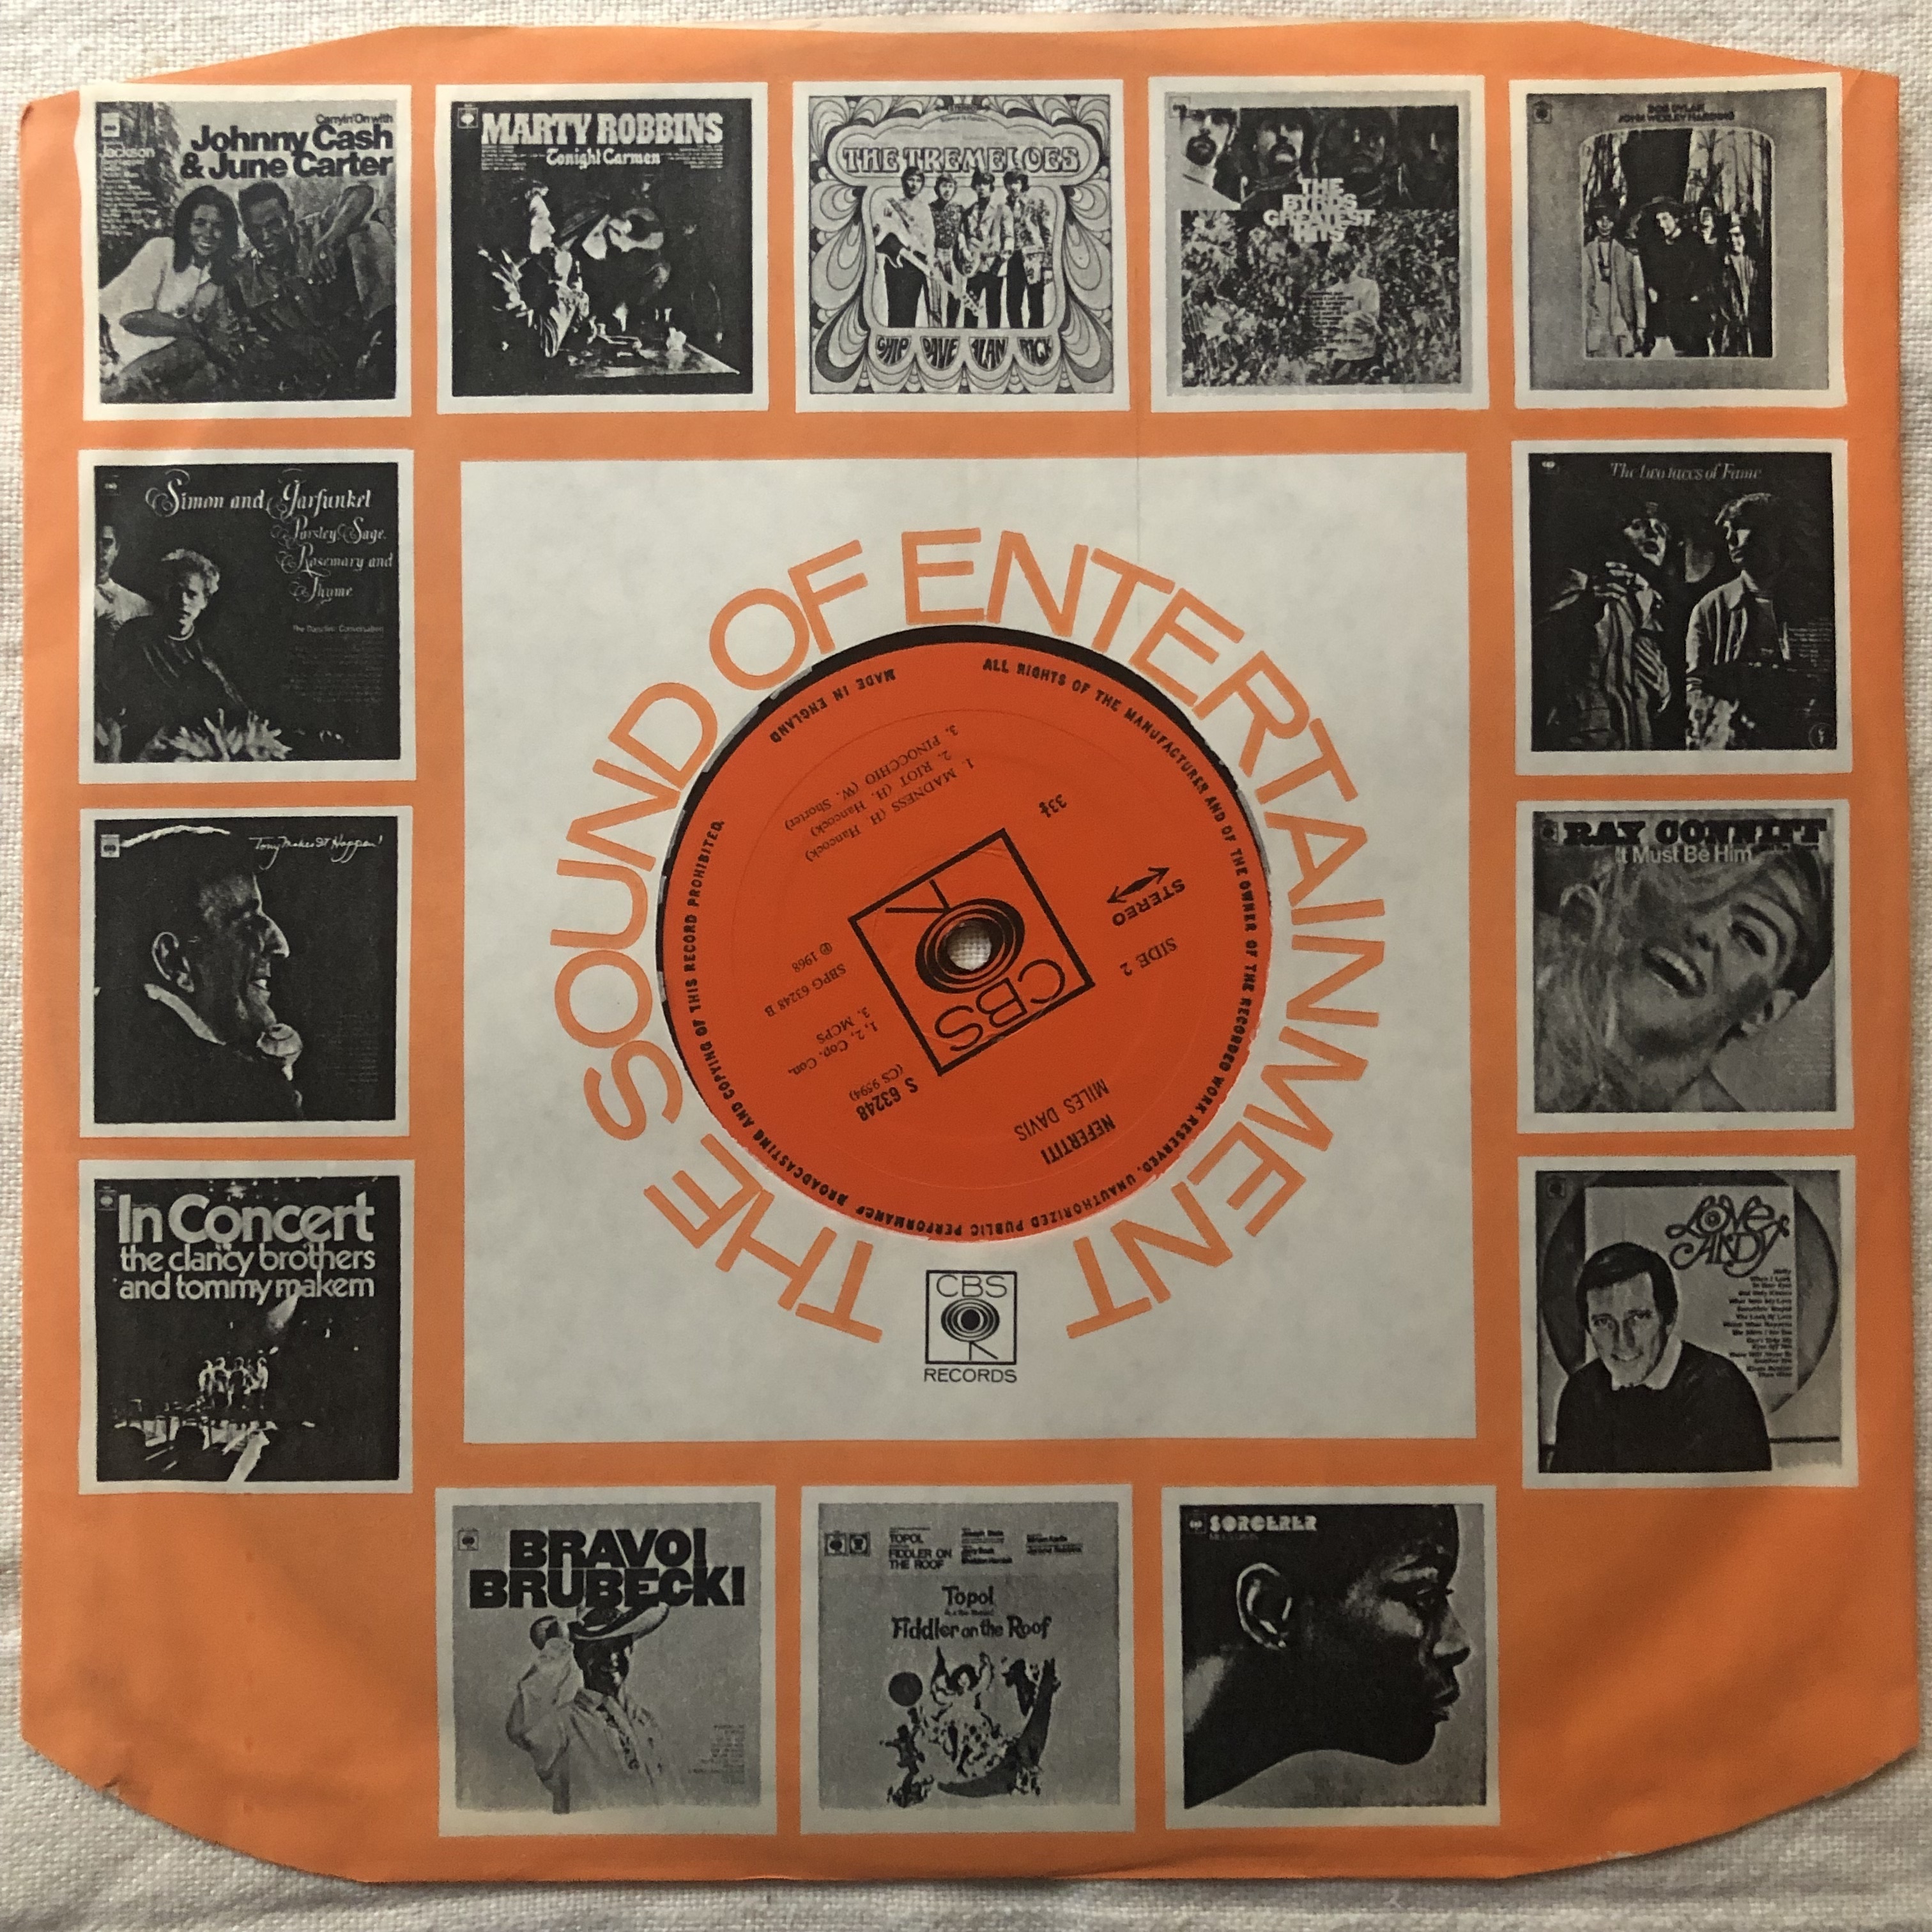 Carryin' On with
Johnny Cash
& June Carter
Jackson
MARTY ROBBINS
Tonight Carmen
THE TREMELOES
CHIP DAVE ALAN RICK
THE
BYRDS
GREATEST
HITS
BOB DYLAN
JOHN WESLEY HARDING
Simon and Garfunkel
Parsley, Sage,
Rosemary and
Thyme
The Dangling Conversation
The two faces of Fame
Tony Makes It Happen!
RAY CONNIFF
It Must Be Him
In Concert
the clancy brothers
and tommy makem
LOVE,
ANDY
BRAVO!
BRUBECK!
TOPOL
FIDDLER ON
THE ROOF
Topol
Fiddler on the Roof
SORCERER
MILES DAVIS
THE SOUND OF ENTERTAINMENT
CBS
RECORDS
MADE IN ENGLAND
ALL RIGHTS OF THE MANUFACTURER AND OF THE OWNER OF THE RECORDED WORK RESERVED. UNAUTHORIZED PUBLIC PERFORMANCE BROADCASTING AND COPYING OF THIS RECORD PROHIBITED.
NEFERTITI
MILES DAVIS
S 63248
(CS 9594)
1, 2. Cop. Con.
3. MCPS
SBPG 63248 B
℗ 1968
CBS
SIDE 2
STEREO
33⅓
1. MADNESS (H. Hancock)
2. RIOT (H. Hancock)
3. PINOCCHIO (W. Shorter)